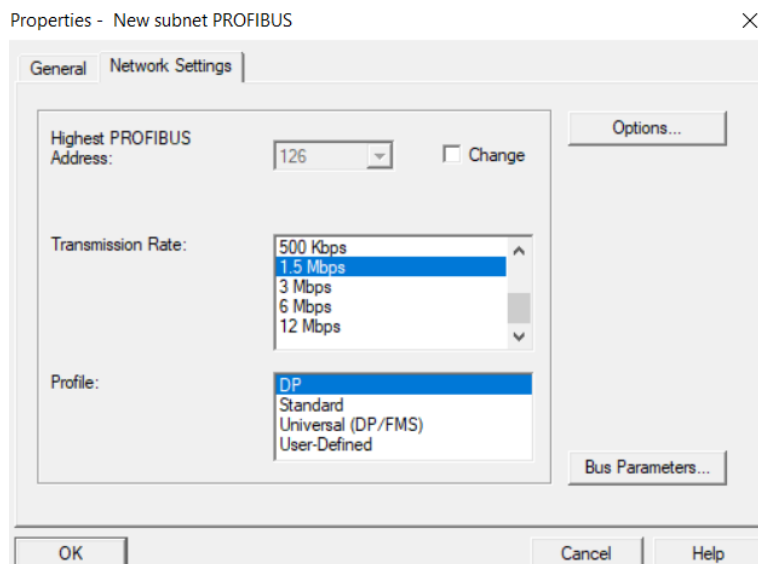 Properties - New subnet PROFIBUS
General
Network Settings
Highest PROFIBUS
Address:
126
Change
Options...
Transmission Rate:
500 Kbps
1.5 Mbps
3 Mbps
6 Mbps
12 Mbps
Profile:
DP
Standard
Universal (DP/FMS)
User-Defined
Bus Parameters...
OK
Cancel
Help